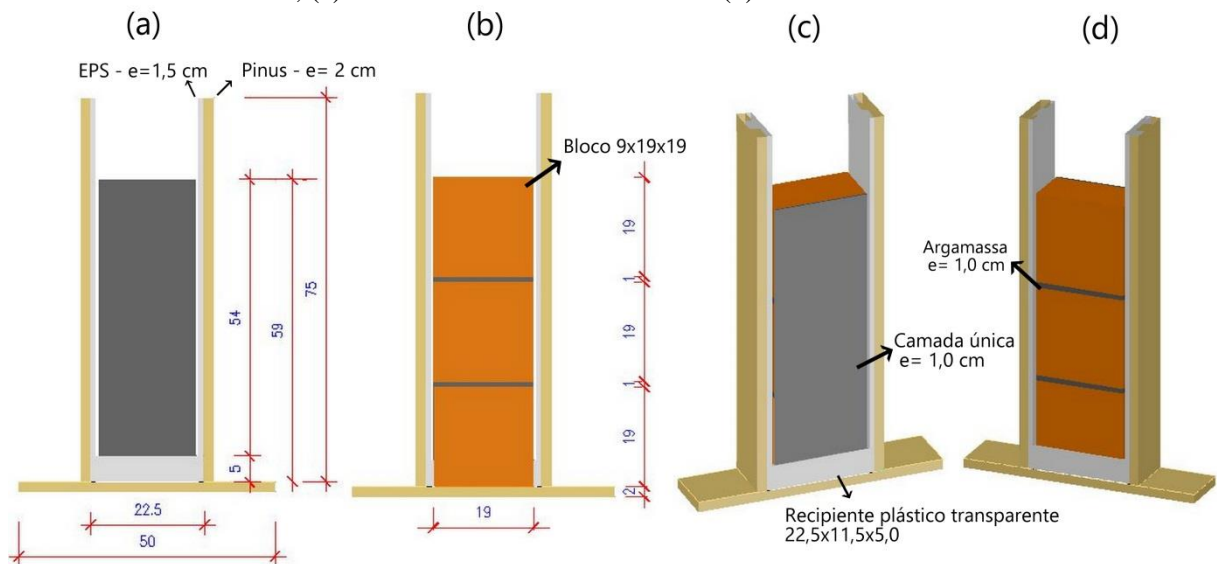 (a)
(b)
(c)
(d)
EPS - e=1,5 cm
Pinus - e= 2 cm
54
59
75
5
22.5
50
Bloco 9x19x19
19
1
19
1
19
2
19
Camada única
e= 1,0 cm
Recipiente plástico transparente
22,5x11,5x5,0
Argamassa
e= 1,0 cm